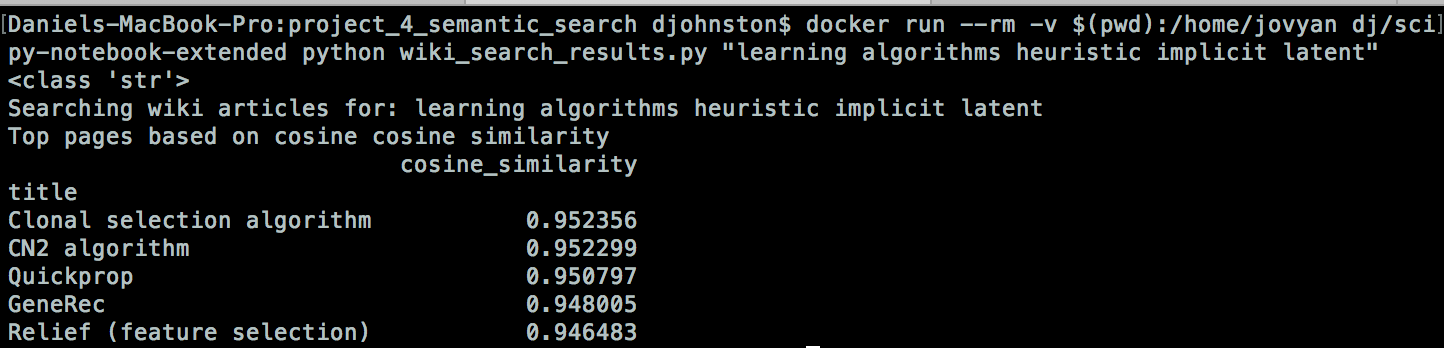 [Daniels-MacBook-Pro:project_4_semantic_search djohnston$ docker run --rm -v $(pwd):/home/jovyan dj/sci]
py-notebook-extended python wiki_search_results.py "learning algorithms heuristic implicit latent"
<class 'str'>
Searching wiki articles for: learning algorithms heuristic implicit latent
Top pages based on cosine cosine similarity
cosine_similarity
title
Clonal selection algorithm 0.952356
CN2 algorithm 0.952299
Quickprop 0.950797
GeneRec 0.948005
Relief (feature selection) 0.946483